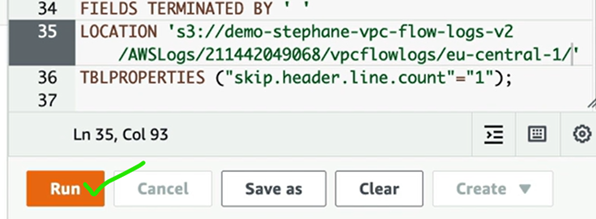 34
FIELDS TERMINATED BY ' '
35
LOCATION 's3://demo-stephane-vpc-flow-logs-v2
/AWSLogs/211442049068/vpcflowlogs/eu-central-1/'
36
TBLPROPERTIES ("skip.header.line.count"="1");
37
Ln 35, Col 93
Run
Cancel
Save as
Clear
Create